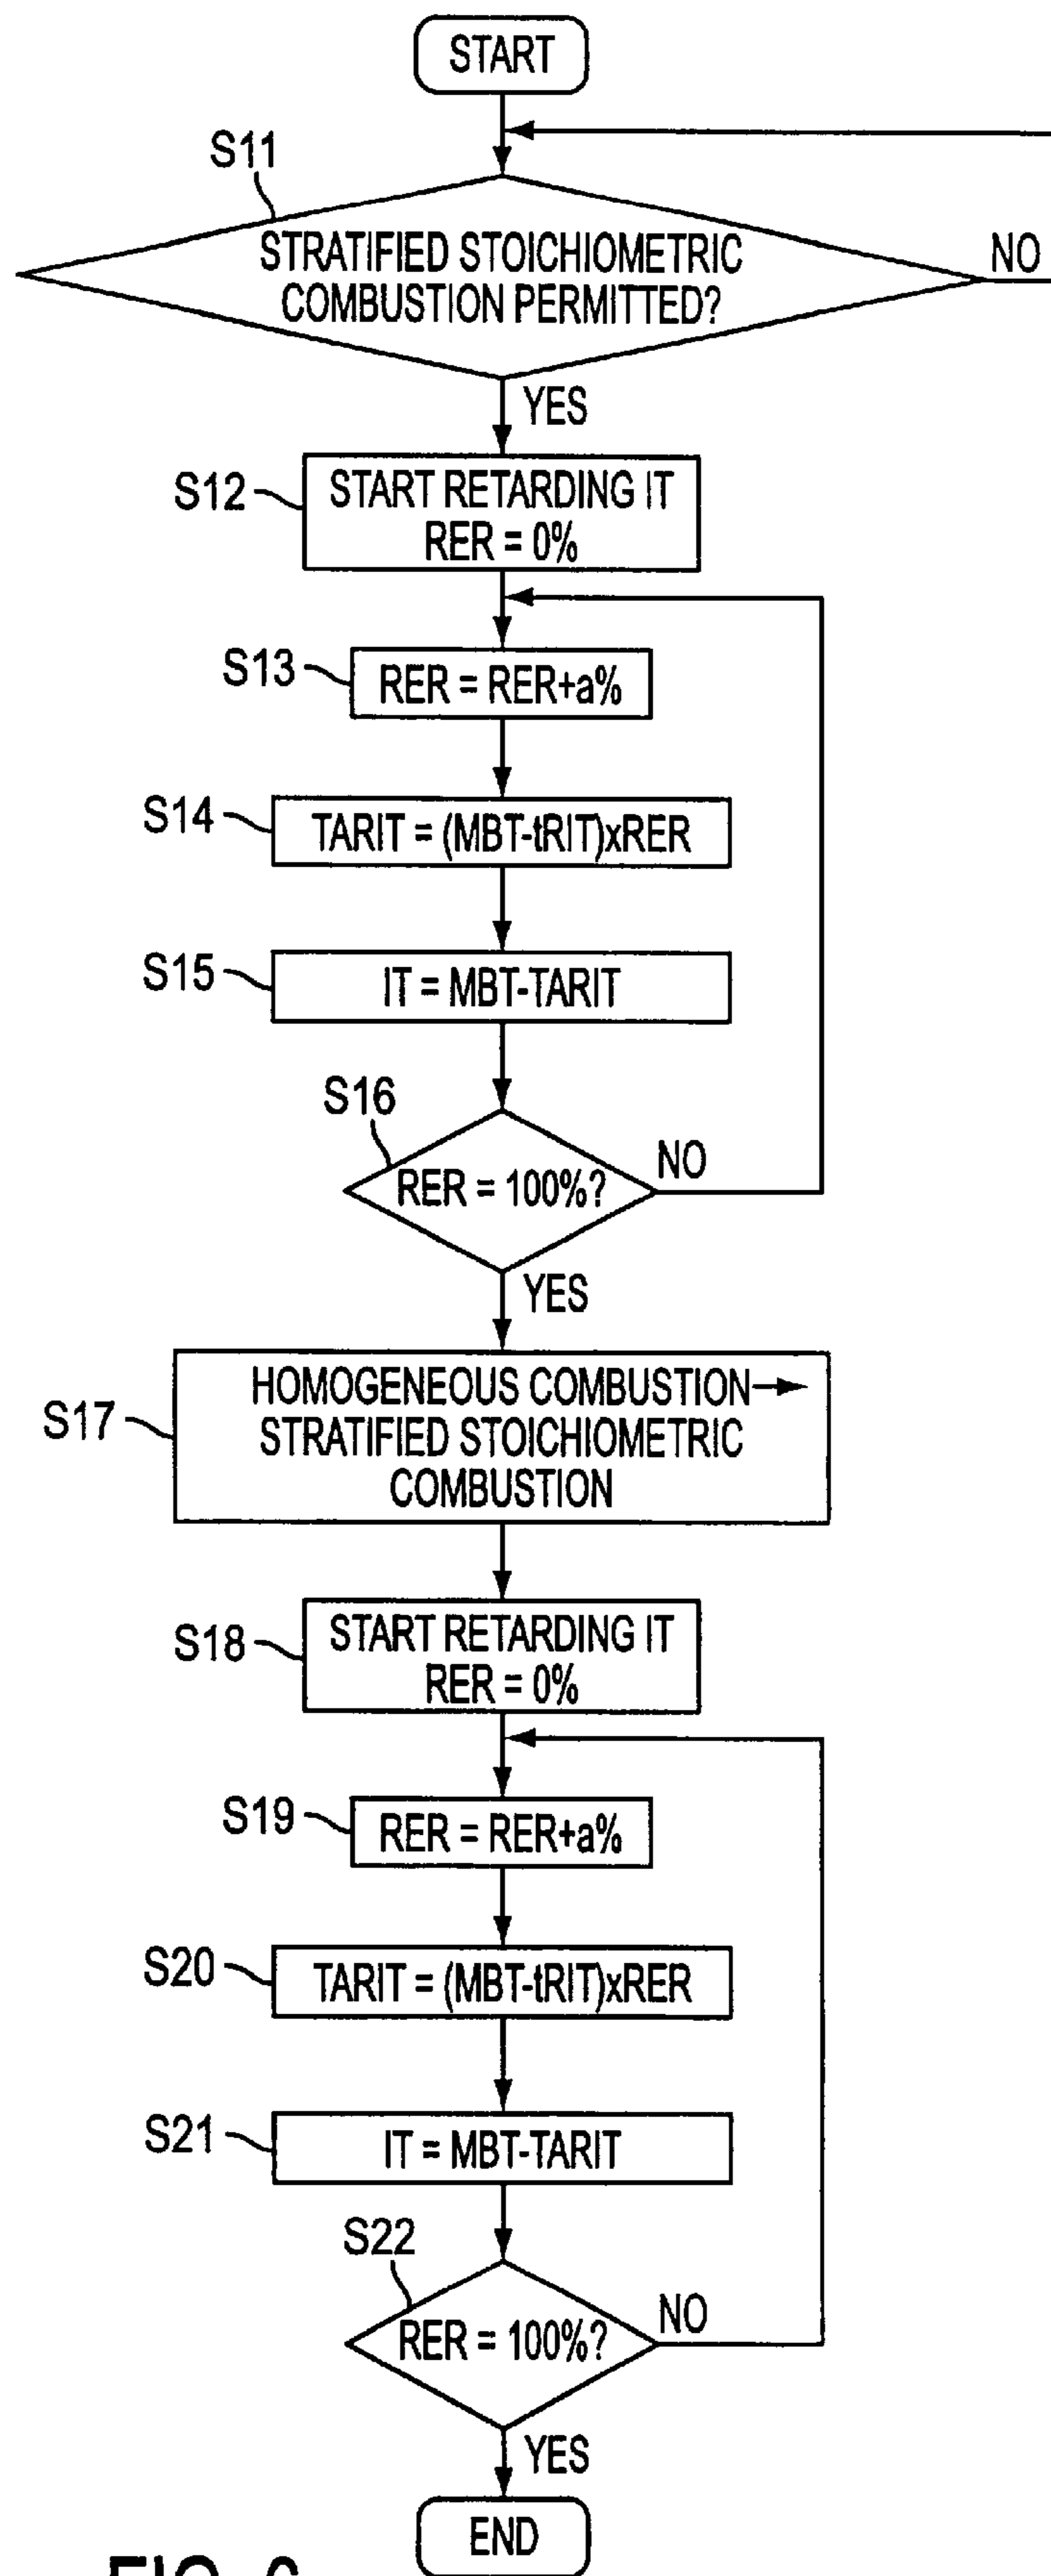 START
S11
STRATIFIED STOICHIOMETRIC
COMBUSTION PERMITTED?
NO
YES
S12
START RETARDING IT
RER = 0%
S13
RER = RER+a%
S14
TARIT = (MBT-tRIT)xRER
S15
IT = MBT-TARIT
S16
RER = 100%?
NO
YES
S17
HOMOGENEOUS COMBUSTION→
STRATIFIED STOICHIOMETRIC
COMBUSTION
S18
START RETARDING IT
RER = 0%
S19
RER = RER+a%
S20
TARIT = (MBT-tRIT)xRER
S21
IT = MBT-TARIT
S22
RER = 100%?
NO
YES
END
FIG.